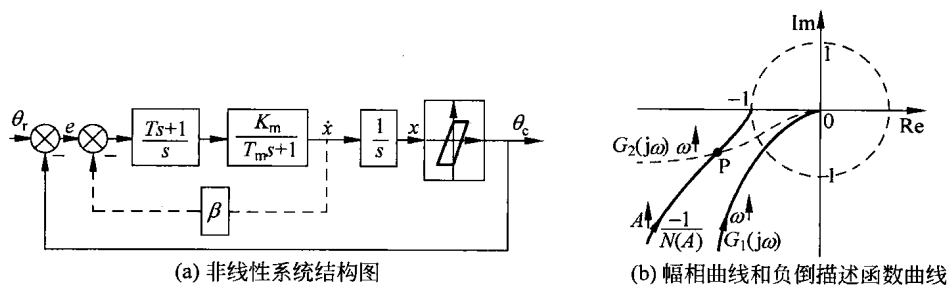 θr
e
−
−
Ts+1
s
Km
Tms+1
ẋ
1
s
x
θc
β
(a) 非线性系统结构图
Im
1
−1
0
Re
G2(jω) ω
P
1
A
−1
N(A)
ω
G1(jω)
(b) 幅相曲线和负倒描述函数曲线